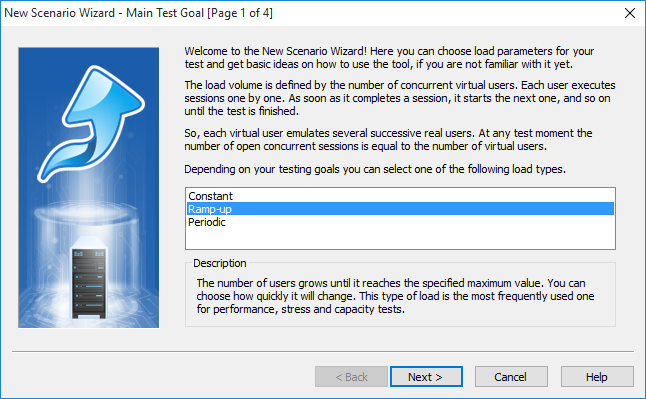 New Scenario Wizard - Main Test Goal [Page 1 of 4]
Welcome to the New Scenario Wizard! Here you can choose load parameters for your
test and get basic ideas on how to use the tool, if you are not familiar with it yet.
The load volume is defined by the number of concurrent virtual users. Each user executes
sessions one by one. As soon as it completes a session, it starts the next one, and so on
until the test is finished.
So, each virtual user emulates several successive real users. At any test moment the
number of open concurrent sessions is equal to the number of virtual users.
Depending on your testing goals you can select one of the following load types.
Constant
Ramp-up
Periodic
Description
The number of users grows until it reaches the specified maximum value. You can
choose how quickly it will change. This type of load is the most frequently used one
for performance, stress and capacity tests.
< Back
Next >
Cancel
Help